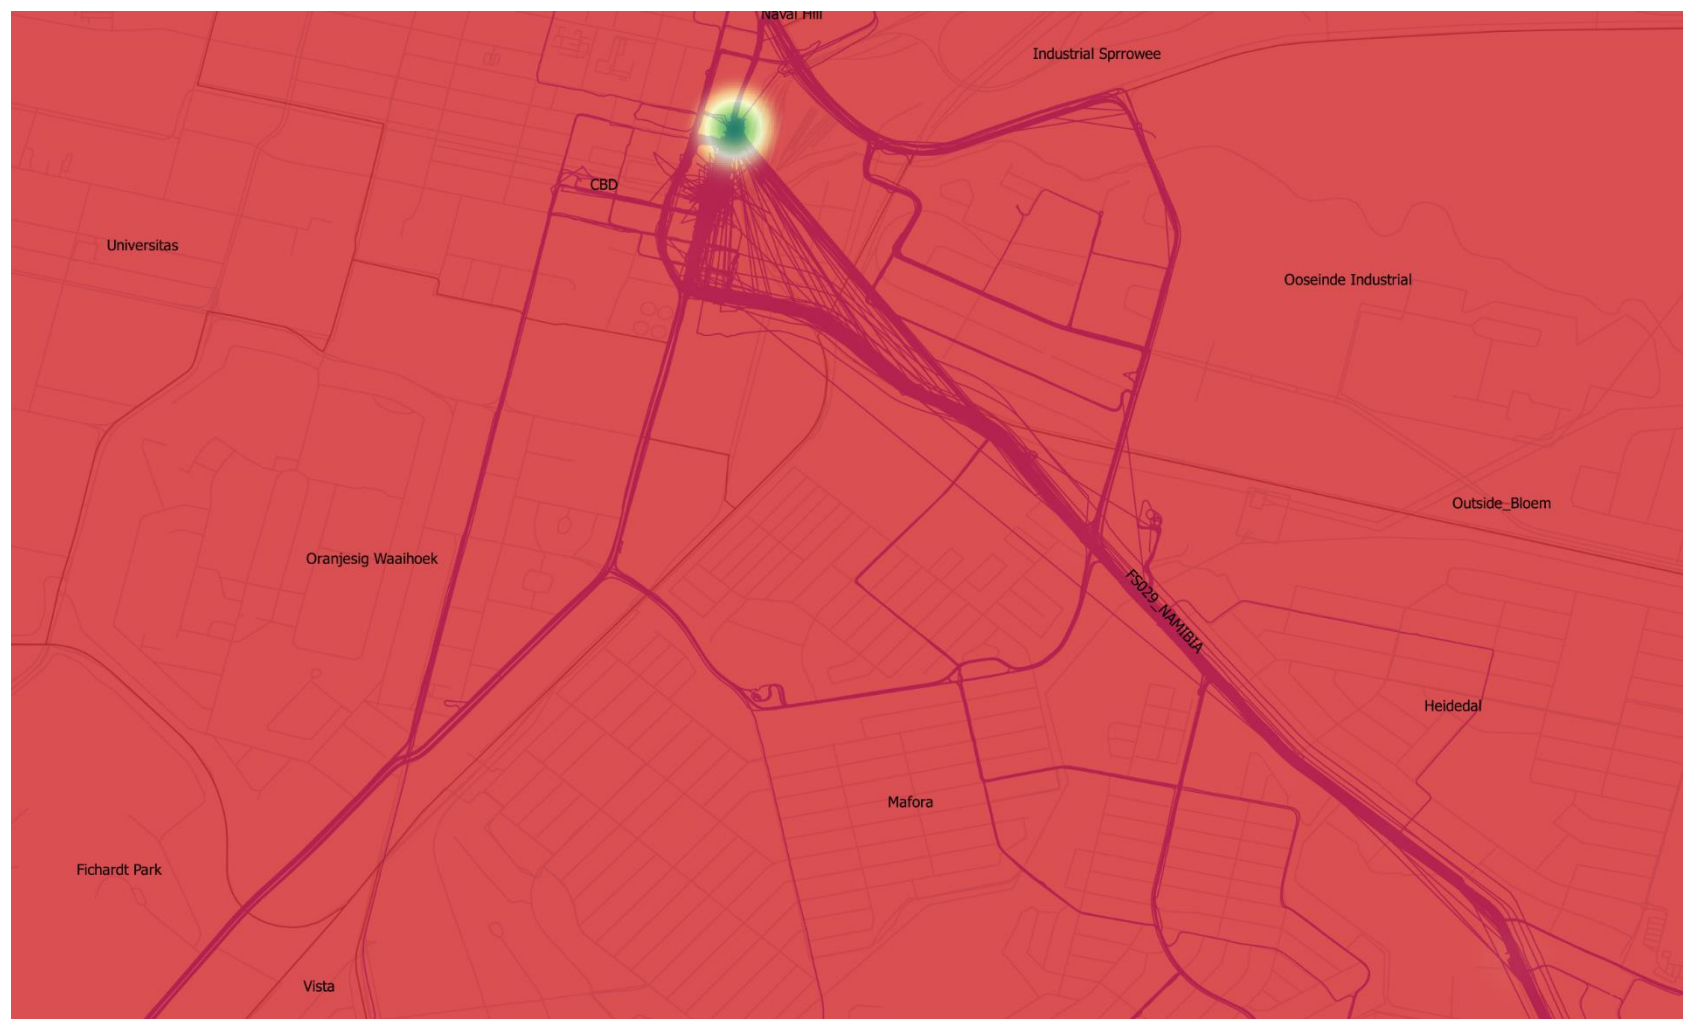 Naval Hill
Industrial Sprrowee
CBD
Universitas
Ooseinde Industrial
Outside_Bloem
Oranjesig Waaihoek
FS029_NAMIBIA
Heidedal
Mafora
Fichardt Park
Vista